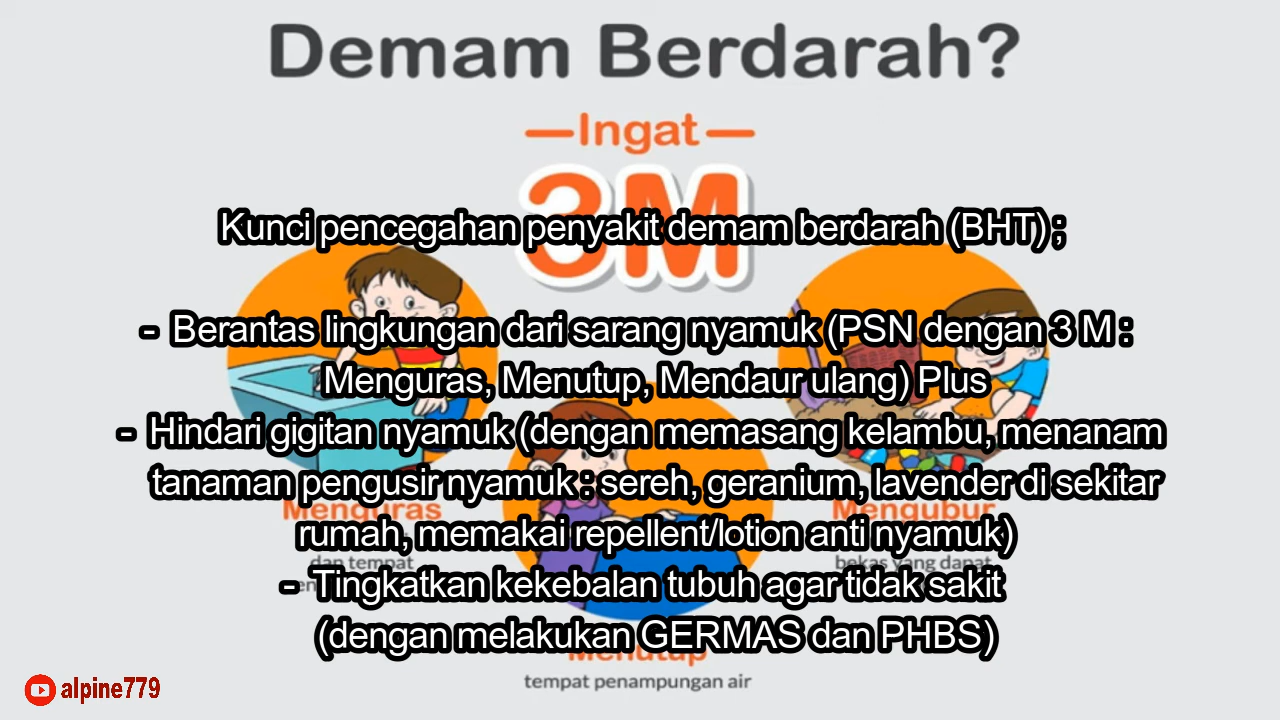 Demam Berdarah?
Ingat
3M
Kunci pencegahan penyakit demam berdarah (BHT) ;
- Berantas lingkungan dari sarang nyamuk (PSN dengan 3 M :
Menguras, Menutup, Mendaur ulang) Plus
- Hindari gigitan nyamuk (dengan memasang kelambu, menanam
tanaman pengusir nyamuk : sereh, geranium, lavender di sekitar
Menguras
Mengubur
rumah, memakai repellent/lotion anti nyamuk)
dan tempat
bekas yang dapat
- Tingkatkan kekebalan tubuh agar tidak sakit
(dengan melakukan GERMAS dan PHBS)
Menutup
tempat penampungan air
alpine779